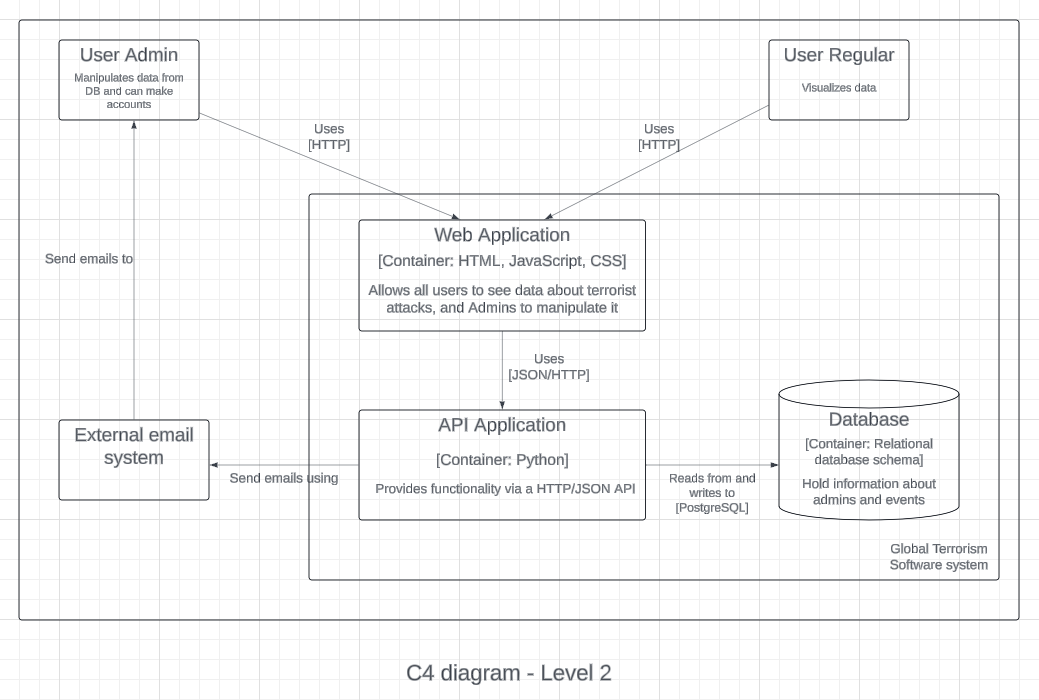 User Admin
Manipulates data from
DB and can make
accounts
User Regular
Visualizes data
Uses
[HTTP]
Uses
[HTTP]
Web Application
[Container: HTML, JavaScript, CSS]
Allows all users to see data about terrorist
attacks, and Admins to manipulate it
Send emails to
Uses
[JSON/HTTP]
External email
system
Send emails using
API Application
[Container: Python]
Provides functionality via a HTTP/JSON API
Reads from and
writes to
[PostgreSQL]
Database
[Container: Relational
database schema]
Hold information about
admins and events
Global Terrorism
Software system
C4 diagram - Level 2